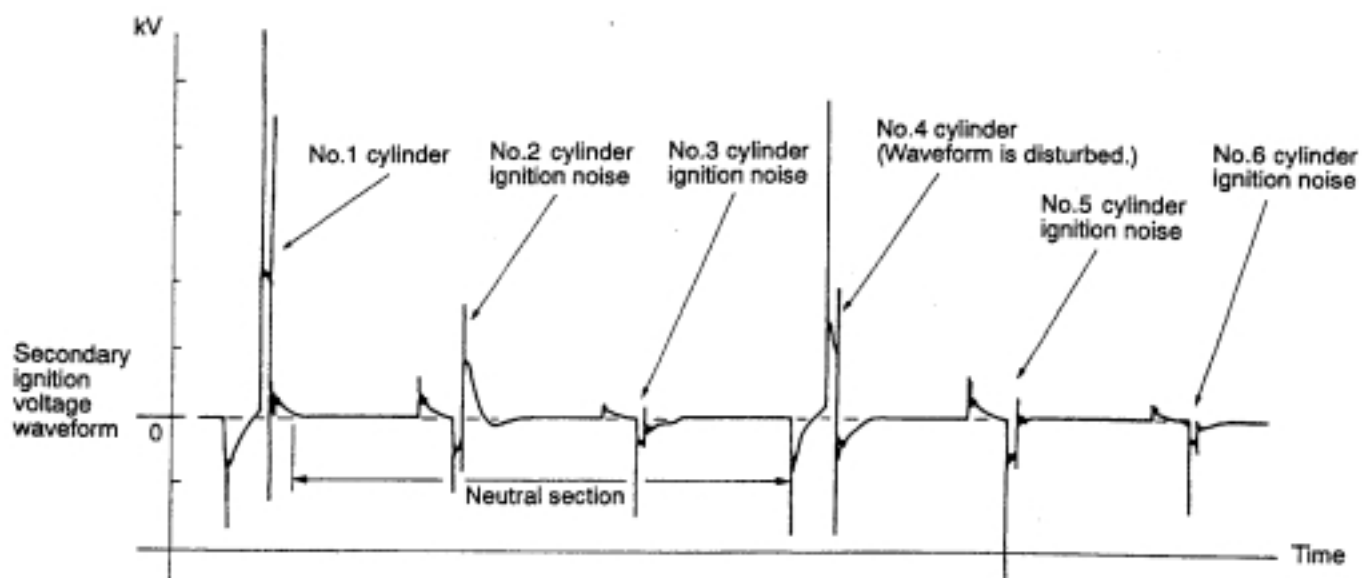 kV
No.1 cylinder
No.2 cylinder
ignition noise
No.3 cylinder
ignition noise
No.4 cylinder
(Waveform is disturbed.)
No.5 cylinder
ignition noise
No.6 cylinder
ignition noise
Secondary
ignition
voltage
waveform
0
Neutral section
Time